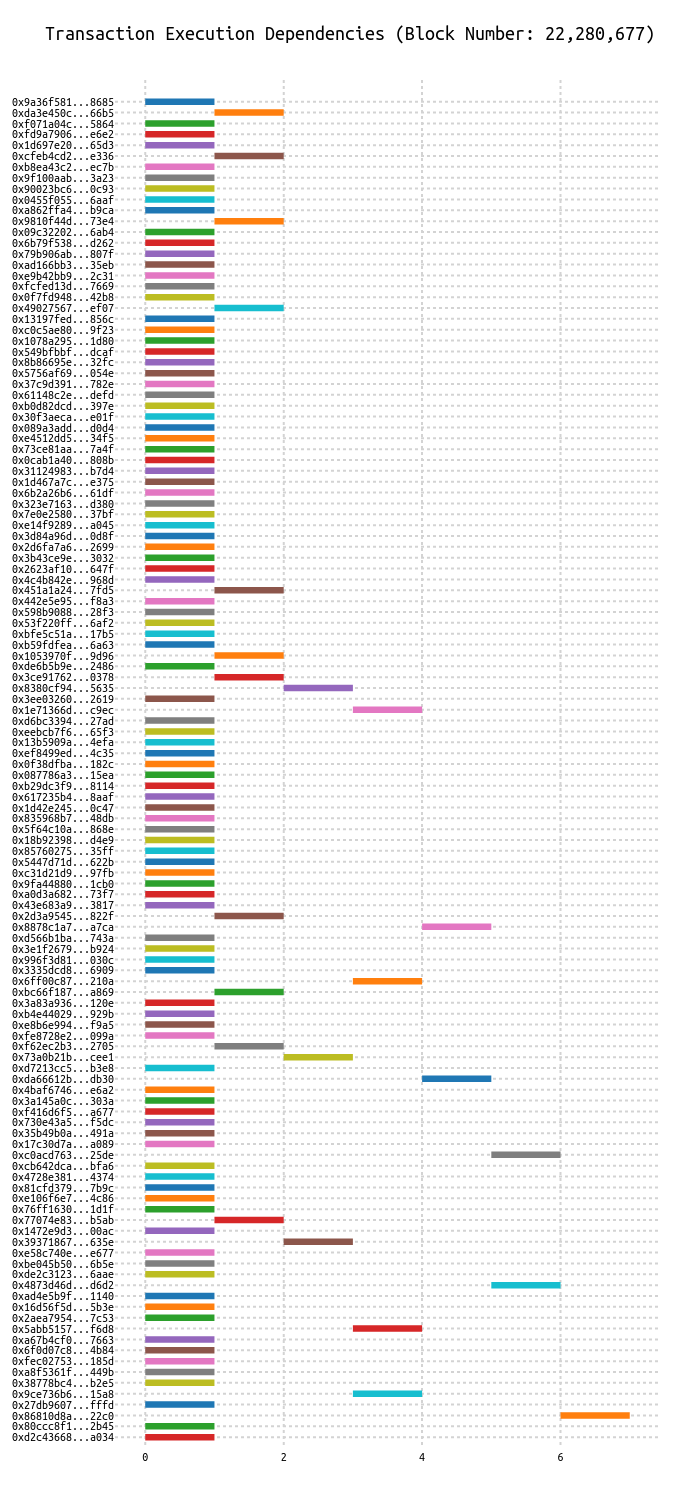 Transaction Execution Dependencies (Block Number: 22,280,677)
0x9a36f581...8685
0xda3e450c...66b5
0xf071a04c...5864
0xfd9a7906...e6e2
0x1d697e20...65d3
0xcfeb4cd2...e336
0xb8ea43c2...ec7b
0x9f100aab...3a23
0x90023bc6...0c93
0x0455f055...6aaf
0xa862ffa4...b9ca
0x9810f44d...73e4
0x09c32202...6ab4
0x6b79f538...d262
0x79b906ab...807f
0xad166bb3...35eb
0xe9b42bb9...2c31
0xfcfed13d...7669
0x0f7fd948...42b8
0x49027567...ef07
0x13197fed...856c
0xc0c5ae80...9f23
0x1078a295...1d80
0x549bfbbf...dcaf
0x8b86695e...32fc
0x5756af69...054e
0x37c9d391...782e
0x61148c2e...defd
0xb0d82dcd...397e
0x30f3aeca...e01f
0x089a3add...d0d4
0xe4512dd5...34f5
0x73ce81aa...7a4f
0x0cab1a40...808b
0x31124983...b7d4
0x1d467a7c...e375
0x6b2a26b6...61df
0x323e7163...d380
0x7e0e2580...37bf
0xe14f9289...a045
0x3d84a96d...0d8f
0x2d6fa7a6...2699
0x3b43ce9e...3032
0x2623af10...647f
0x4c4b842e...968d
0x451a1a24...7fd5
0x442e5e95...f8a3
0x598b9088...28f3
0x53f220ff...6af2
0xbfe5c51a...17b5
0xb59fdfea...6a63
0x1053970f...9d96
0xde6b5b9e...2486
0x3ce91762...0378
0x8380cf94...5635
0x3ee03260...2619
0x1e71366d...c9ec
0xd6bc3394...27ad
0xeebcb7f6...65f3
0x13b5909a...4efa
0xef8499ed...4c35
0x0f38dfba...182c
0x087786a3...15ea
0xb29dc3f9...8114
0x617235b4...8aaf
0x1d42e245...0c47
0x835968b7...48db
0x5f64c10a...868e
0x18b92398...d4e9
0x85760275...35ff
0x5447d71d...622b
0xc31d21d9...97fb
0x9fa44880...1cb0
0xa0d3a682...73f7
0x43e683a9...3817
0x2d3a9545...822f
0x8878c1a7...a7ca
0xd566b1ba...743a
0x3e1f2679...b924
0x996f3d81...030c
0x3335dcd8...6909
0x6ff00c87...210a
0xbc66f187...a869
0x3a83a936...120e
0xb4e44029...929b
0xe8b6e994...f9a5
0xfe8728e2...099a
0xf62ec2b3...2705
0x73a0b21b...cee1
0xd7213cc5...b3e8
0xda66612b...db30
0x4baf6746...e6a2
0x3a145a0c...303a
0xf416d6f5...a677
0x730e43a5...f5dc
0x35b49b0a...491a
0x17c30d7a...a089
0xc0acd763...25de
0xcb642dca...bfa6
0x4728e381...4374
0x81cfd379...7b9c
0xe106f6e7...4c86
0x76ff1630...1d1f
0x77074e83...b5ab
0x1472e9d3...00ac
0x39371867...635e
0xe58c740e...e677
0xbe045b50...6b5e
0xde2c3123...6aae
0x4873d46d...d6d2
0xad4e5b9f...1140
0x16d56f5d...5b3e
0x2aea7954...7c53
0x5abb5157...f6d8
0xa67b4cf0...7663
0x6f0d07c8...4b84
0xfec02753...185d
0xa8f5361f...449b
0x38778bc4...b2e5
0x9ce736b6...15a8
0x27db9607...fffd
0x86810d8a...22c0
0x80ccc8f1...2b45
0xd2c43668...a034
0 2 4 6